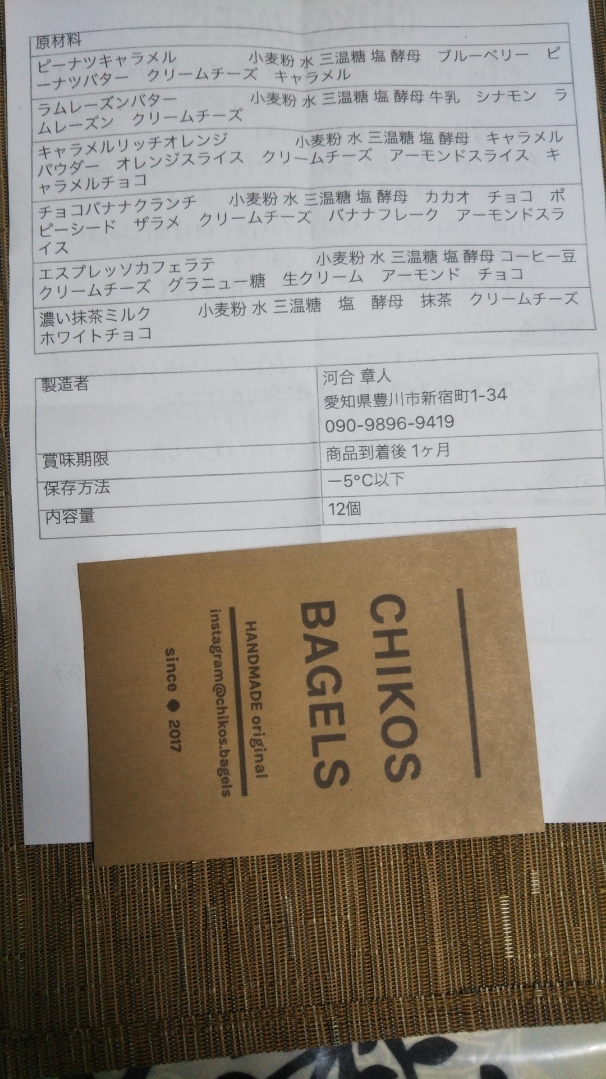 原材料
ピーナツキャラメル 小麦粉 水 三温糖 塩 酵母 ブルーベリー ピ
ーナツバター クリームチーズ キャラメル
ラムレーズンバター 小麦粉 水 三温糖 塩 酵母 牛乳 シナモン ラ
ムレーズン クリームチーズ
キャラメルリッチオレンジ 小麦粉 水 三温糖 塩 酵母 キャラメル
パウダー オレンジスライス クリームチーズ アーモンドスライス キ
ャラメルチョコ
チョコバナナクランチ 小麦粉 水 三温糖 塩 酵母 カカオ チョコ ポ
ピーシード ザラメ クリームチーズ バナナフレーク アーモンドスラ
イス
エスプレッソカフェラテ 小麦粉 水 三温糖 塩 酵母 コーヒー豆
クリームチーズ グラニュー糖 生クリーム アーモンド チョコ
濃い抹茶ミルク 小麦粉 水 三温糖 塩 酵母 抹茶 クリームチーズ
ホワイトチョコ
製造者 河合 章人
愛知県豊川市新宿町1-34
090-9896-9419
賞味期限 商品到着後 1ヶ月
保存方法 ー5°C以下
内容量 12個
CHIKOS
BAGELS
HANDMADE original
instagram@chikos.bagels
since ● 2017